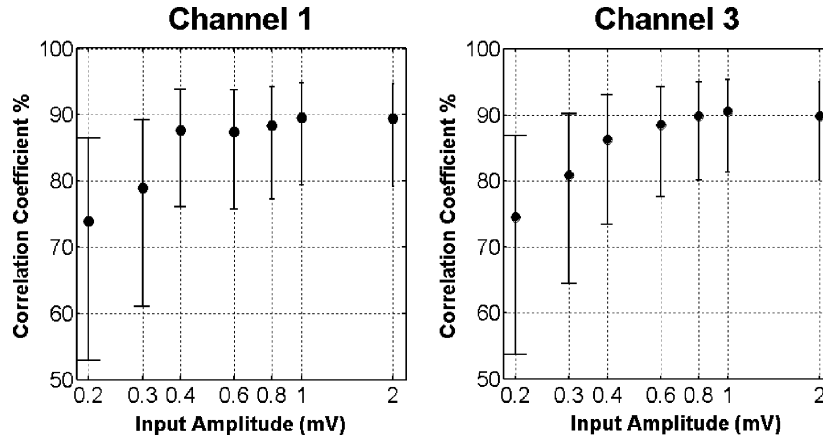 Channel 1
Correlation Coefficient %
100
90
80
70
60
50
0.2 0.3 0.4 0.6 0.8 1 2
Input Amplitude (mV)
Channel 3
Correlation Coefficient %
100
90
80
70
60
50
0.2 0.3 0.4 0.6 0.8 1 2
Input Amplitude (mV)